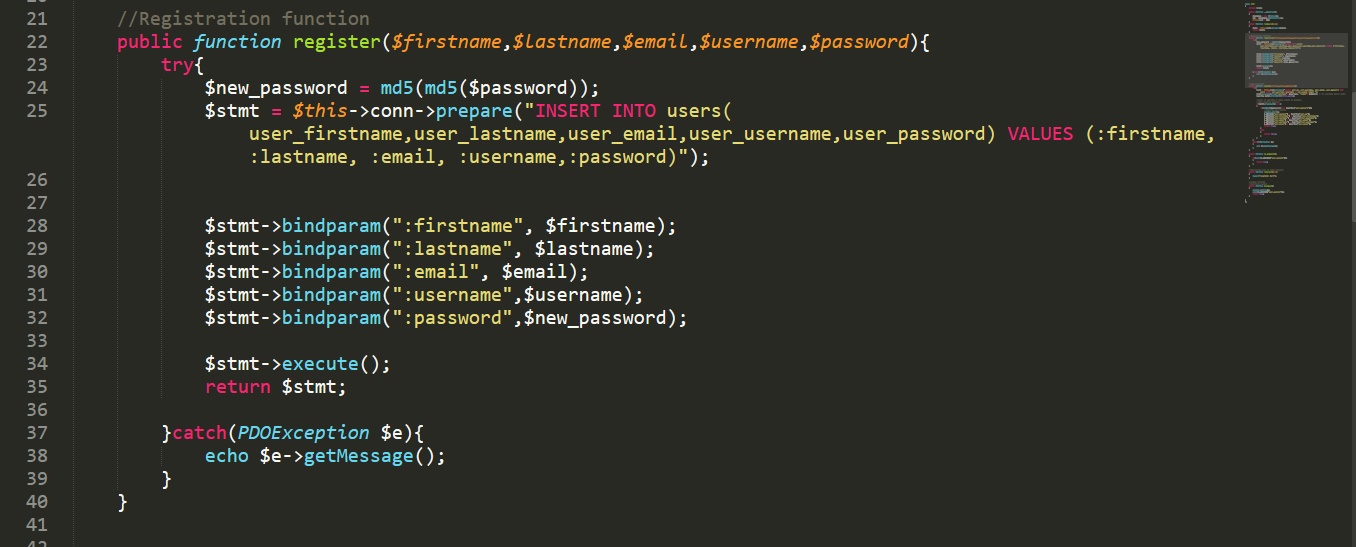 21 //Registration function
22 public function register($firstname,$lastname,$email,$username,$password){
23 try{
24 $new_password = md5(md5($password));
25 $stmt = $this->conn->prepare("INSERT INTO users(
user_firstname,user_lastname,user_email,user_username,user_password) VALUES (:firstname,
:lastname, :email, :username,:password)");
26
27
28 $stmt->bindparam(":firstname", $firstname);
29 $stmt->bindparam(":lastname", $lastname);
30 $stmt->bindparam(":email", $email);
31 $stmt->bindparam(":username",$username);
32 $stmt->bindparam(":password",$new_password);
33
34 $stmt->execute();
35 return $stmt;
36
37 }catch(PDOException $e){
38 echo $e->getMessage();
39 }
40 }
41